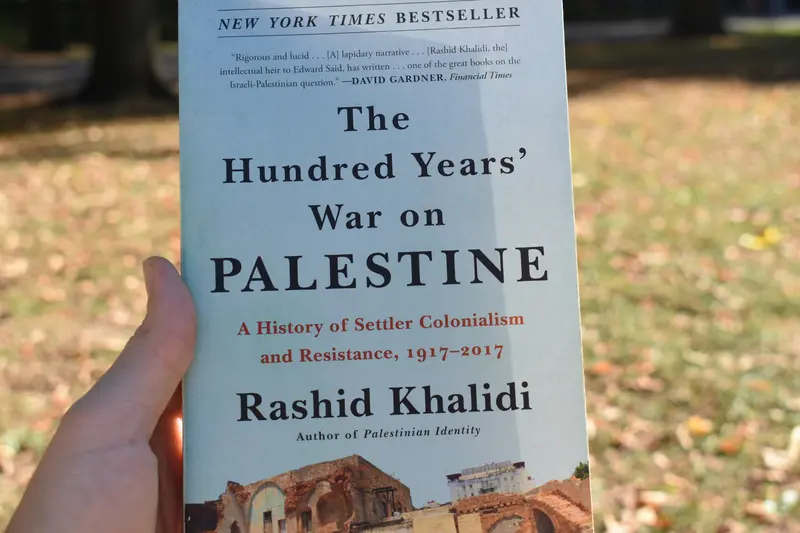 NEW YORK TIMES BESTSELLER
"Rigorous and lucid . . . [A] lapidary narrative . . . [Rashid Khalidi, the]
intellectual heir to Edward Said, has written . . . one of the great books on the
Israeli-Palestinian question." —DAVID GARDNER, Financial Times
The
Hundred Years'
War on
PALESTINE
A History of Settler Colonialism
and Resistance, 1917–2017
Rashid Khalidi
Author of Palestinian Identity